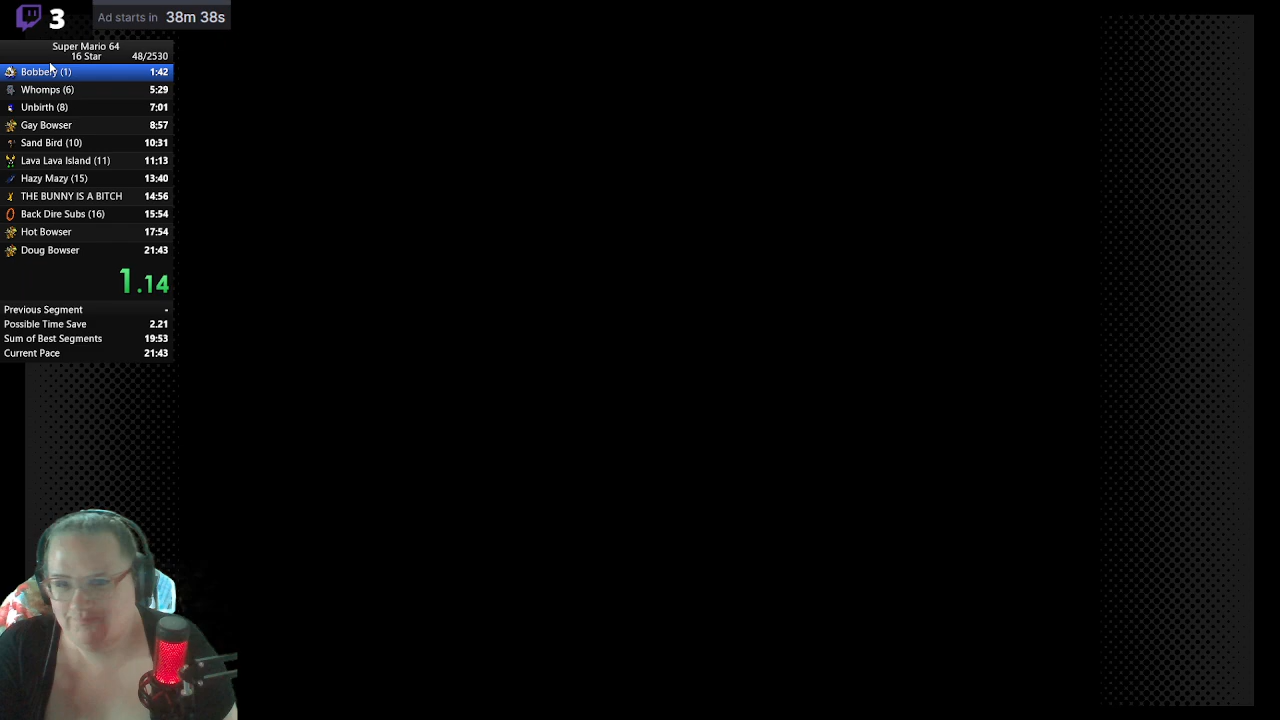 3
Ad starts in 38m 38s
Super Mario 64
16 Star 48/2530
Bobbery (1) 1:42
Whomps (6) 5:29
Unbirth (8) 7:01
Gay Bowser 8:57
Sand Bird (10) 10:31
Lava Lava Island (11) 11:13
Hazy Mazy (15) 13:40
THE BUNNY IS A BITCH 14:56
Back Dire Subs (16) 15:54
Hot Bowser 17:54
Doug Bowser 21:43
1.14
Previous Segment -
Possible Time Save 2.21
Sum of Best Segments 19:53
Current Pace 21:43